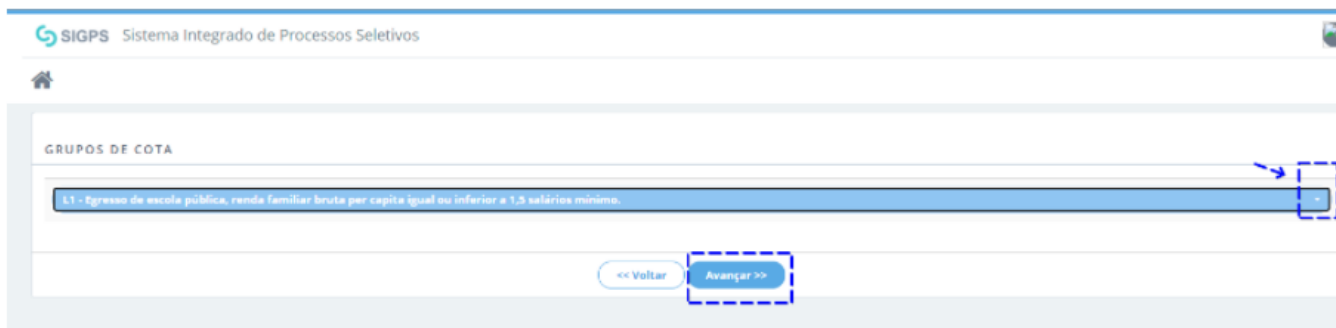 SIGPS Sistema Integrado de Processos Seletivos
GRUPOS DE COTA
L1 - Egresso de escola pública, renda familiar bruta per capita igual ou inferior a 1,5 salários mínimo.
<< Voltar Avançar >>